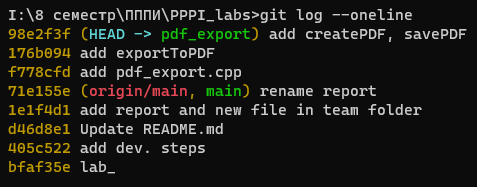 I:\8 семестр\ПППИ\PPPI_labs>git log --oneline
98e2f3f (HEAD -> pdf_export) add createPDF, savePDF
176b094 add exportToPDF
f778cfd add pdf_export.cpp
71e155e (origin/main, main) rename report
1e1f4d1 add report and new file in team folder
d46d8e1 Update README.md
405c522 add dev. steps
bfaf35e lab_